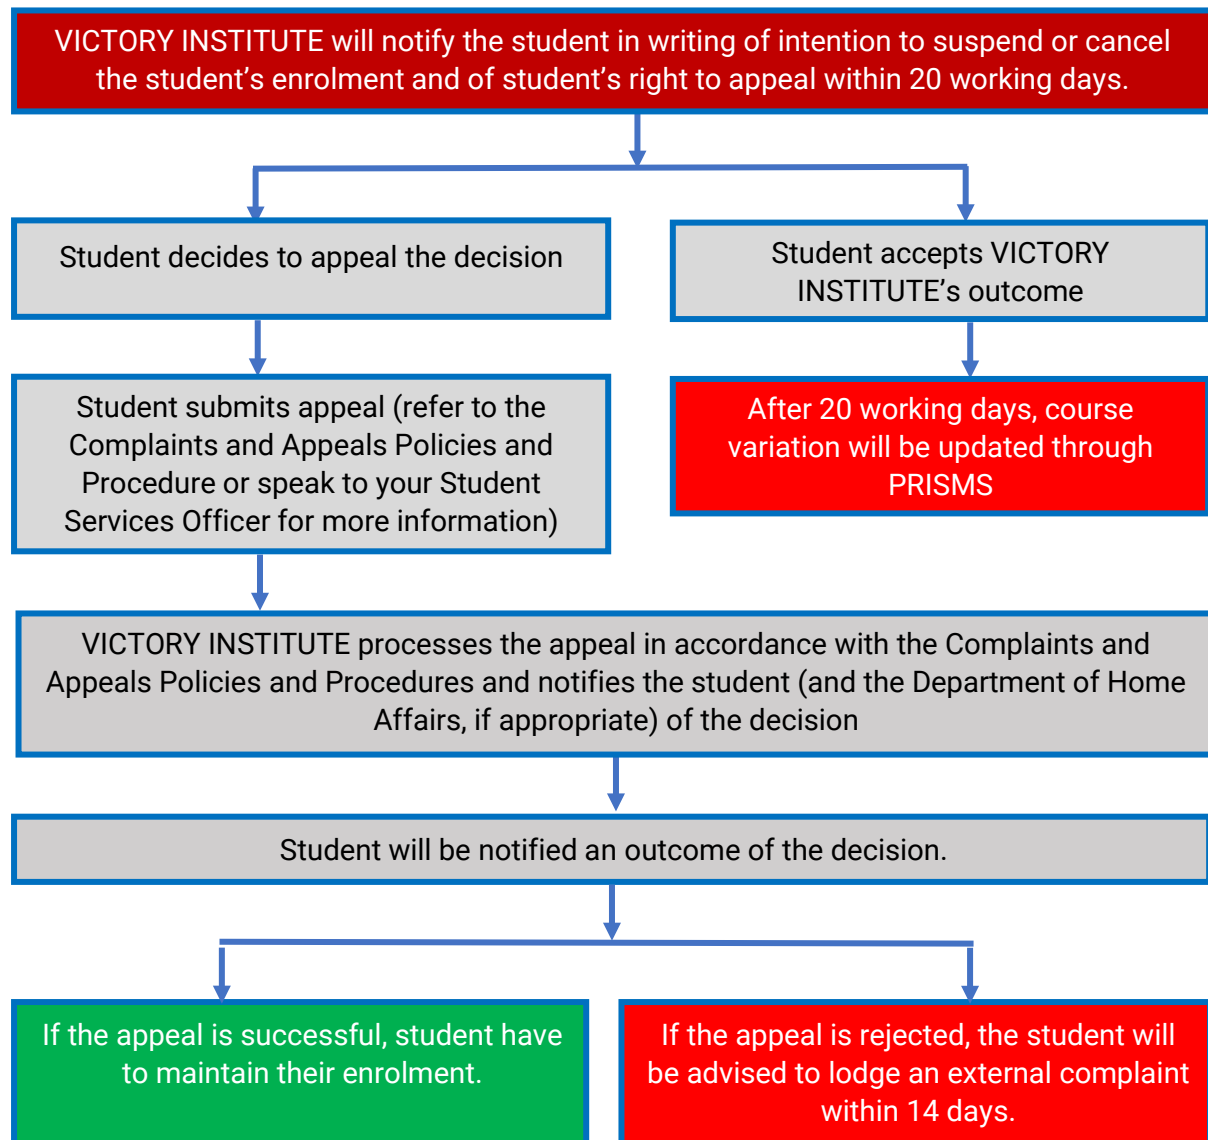 VICTORY INSTITUTE will notify the student in writing of intention to suspend or cancel
the student’s enrolment and of student’s right to appeal within 20 working days.
Student decides to appeal the decision
Student accepts VICTORY
INSTITUTE’s outcome
Student submits appeal (refer to the
Complaints and Appeals Policies and
Procedure or speak to your Student
Services Officer for more information)
After 20 working days, course
variation will be updated through
PRISMS
VICTORY INSTITUTE processes the appeal in accordance with the Complaints and
Appeals Policies and Procedures and notifies the student (and the Department of Home
Affairs, if appropriate) of the decision
Student will be notified an outcome of the decision.
If the appeal is successful, student have
to maintain their enrolment.
If the appeal is rejected, the student will
be advised to lodge an external complaint
within 14 days.